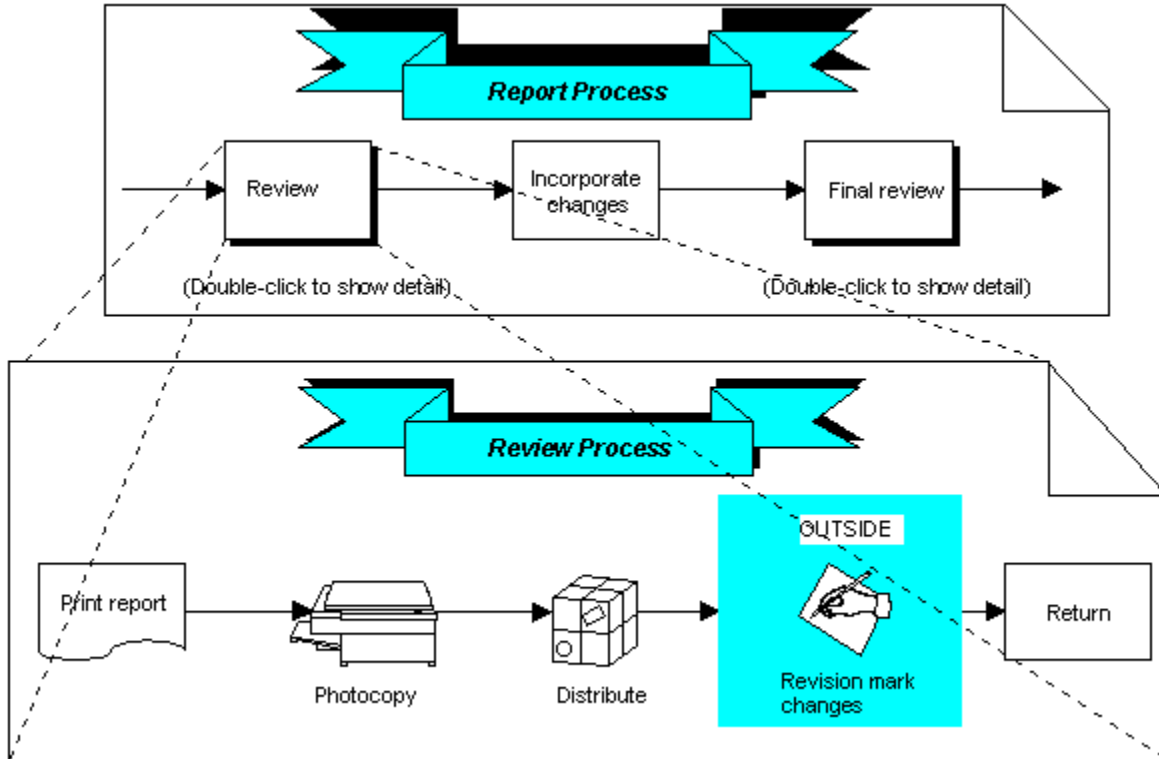 Report Process
Review
Incorporate
changes
Final review
(Double-click to show detail)
(Double-click to show detail)
Review Process
OUTSIDE
Print report
Return
Photocopy
Distribute
Revision mark
changes